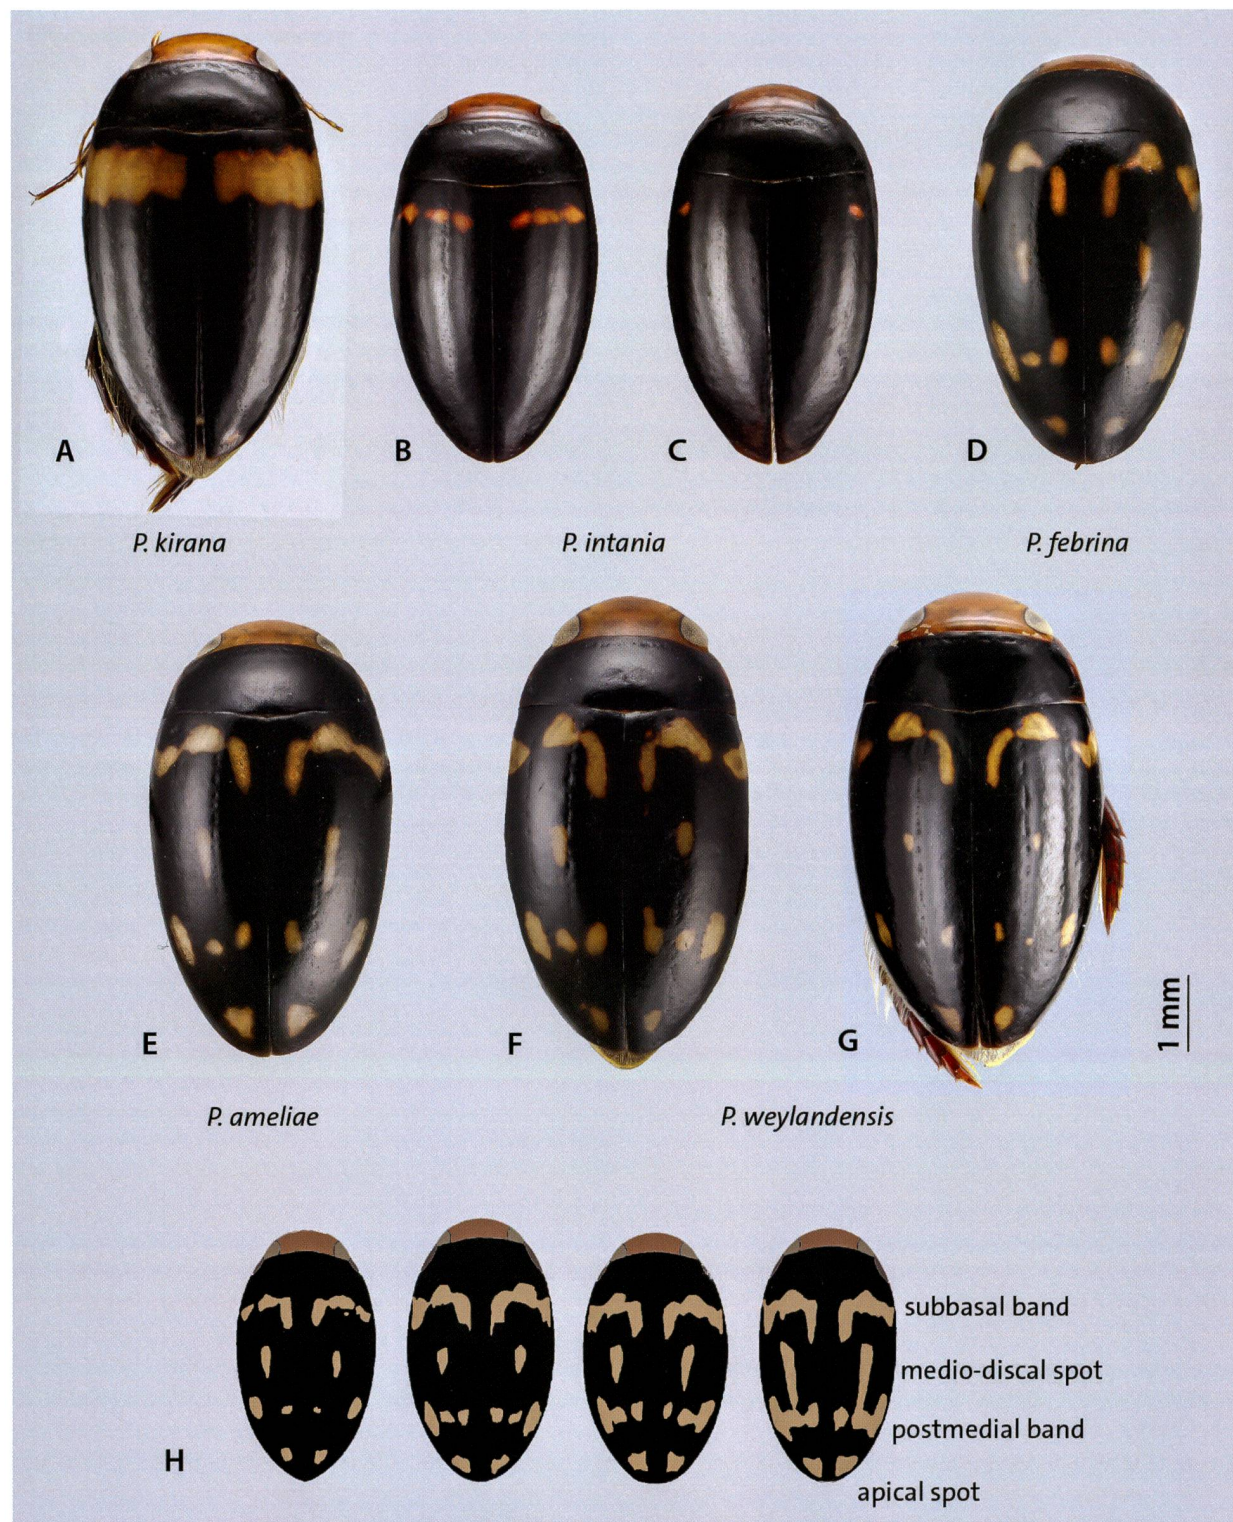 A
B
C
D
P. kirana
P. intania
P. febrina
E
F
G
1 mm
P. ameliae
P. weylandensis
subbasal band
medio-discal spot
postmedial band
H
apical spot